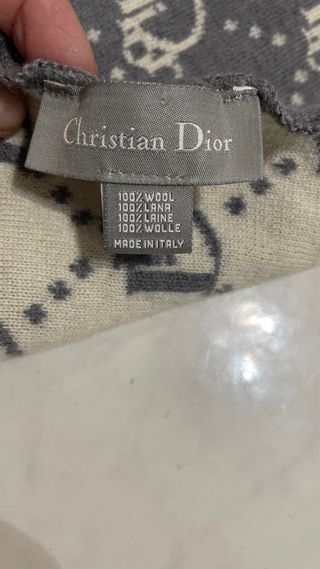 Christian Dior
100% WOOL
100% LANA
100% LAINE
100% WOLLE
MADE IN ITALY